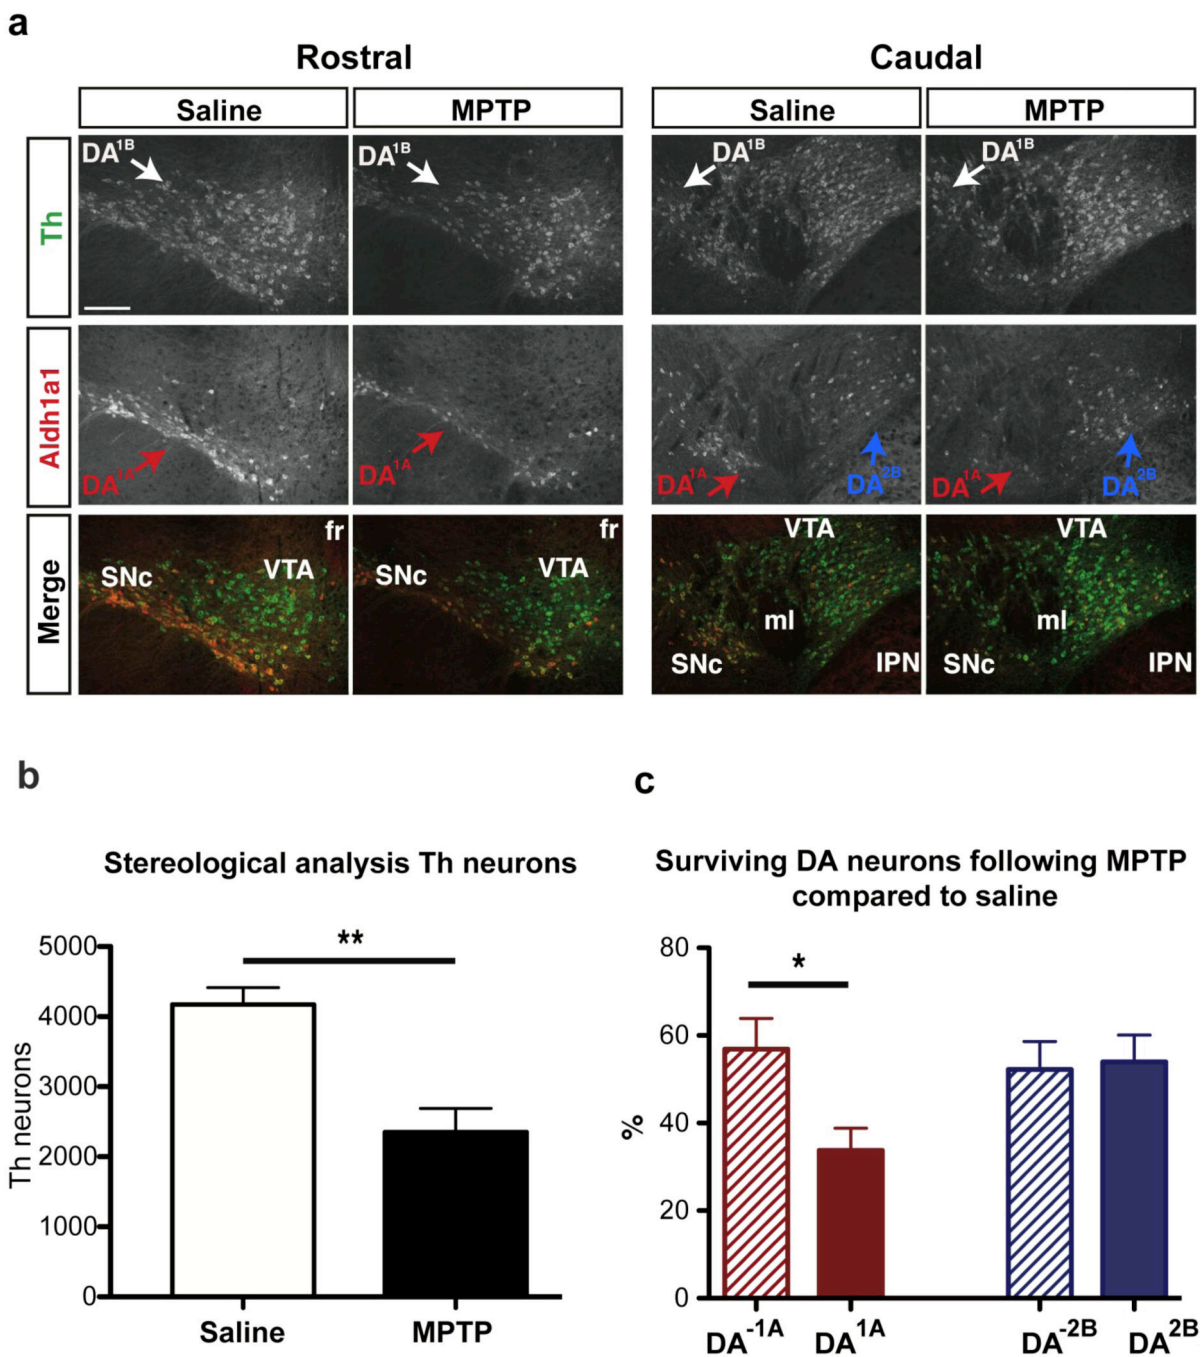 a
Rostral
Caudal
Saline
MPTP
Saline
MPTP
Th
DA1B
DA1B
DA1B
DA1B
Aldh1a1
DA1A
DA1A
DA1A
DA2B
DA1A
DA2B
Merge
fr
SNc
VTA
fr
SNc
VTA
VTA
ml
SNc
IPN
VTA
ml
SNc
IPN
b
Stereological analysis Th neurons
Th neurons
5000
4000
3000
2000
1000
0
**
Saline
MPTP
c
Surviving DA neurons following MPTP
compared to saline
%
80
60
40
20
0
*
DA-1A
DA1A
DA-2B
DA2B